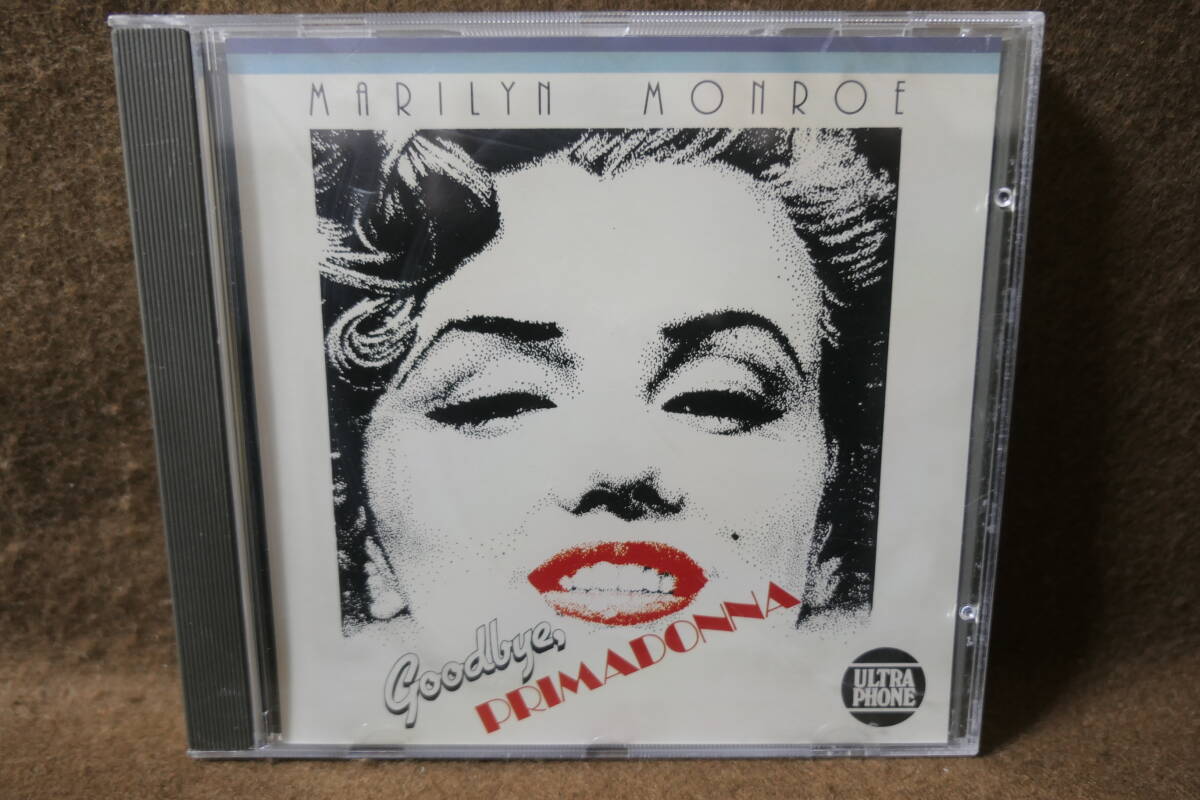 MARILYN MONROE
Goodbye,
PRIMADONNA
ULTRA
PHONE